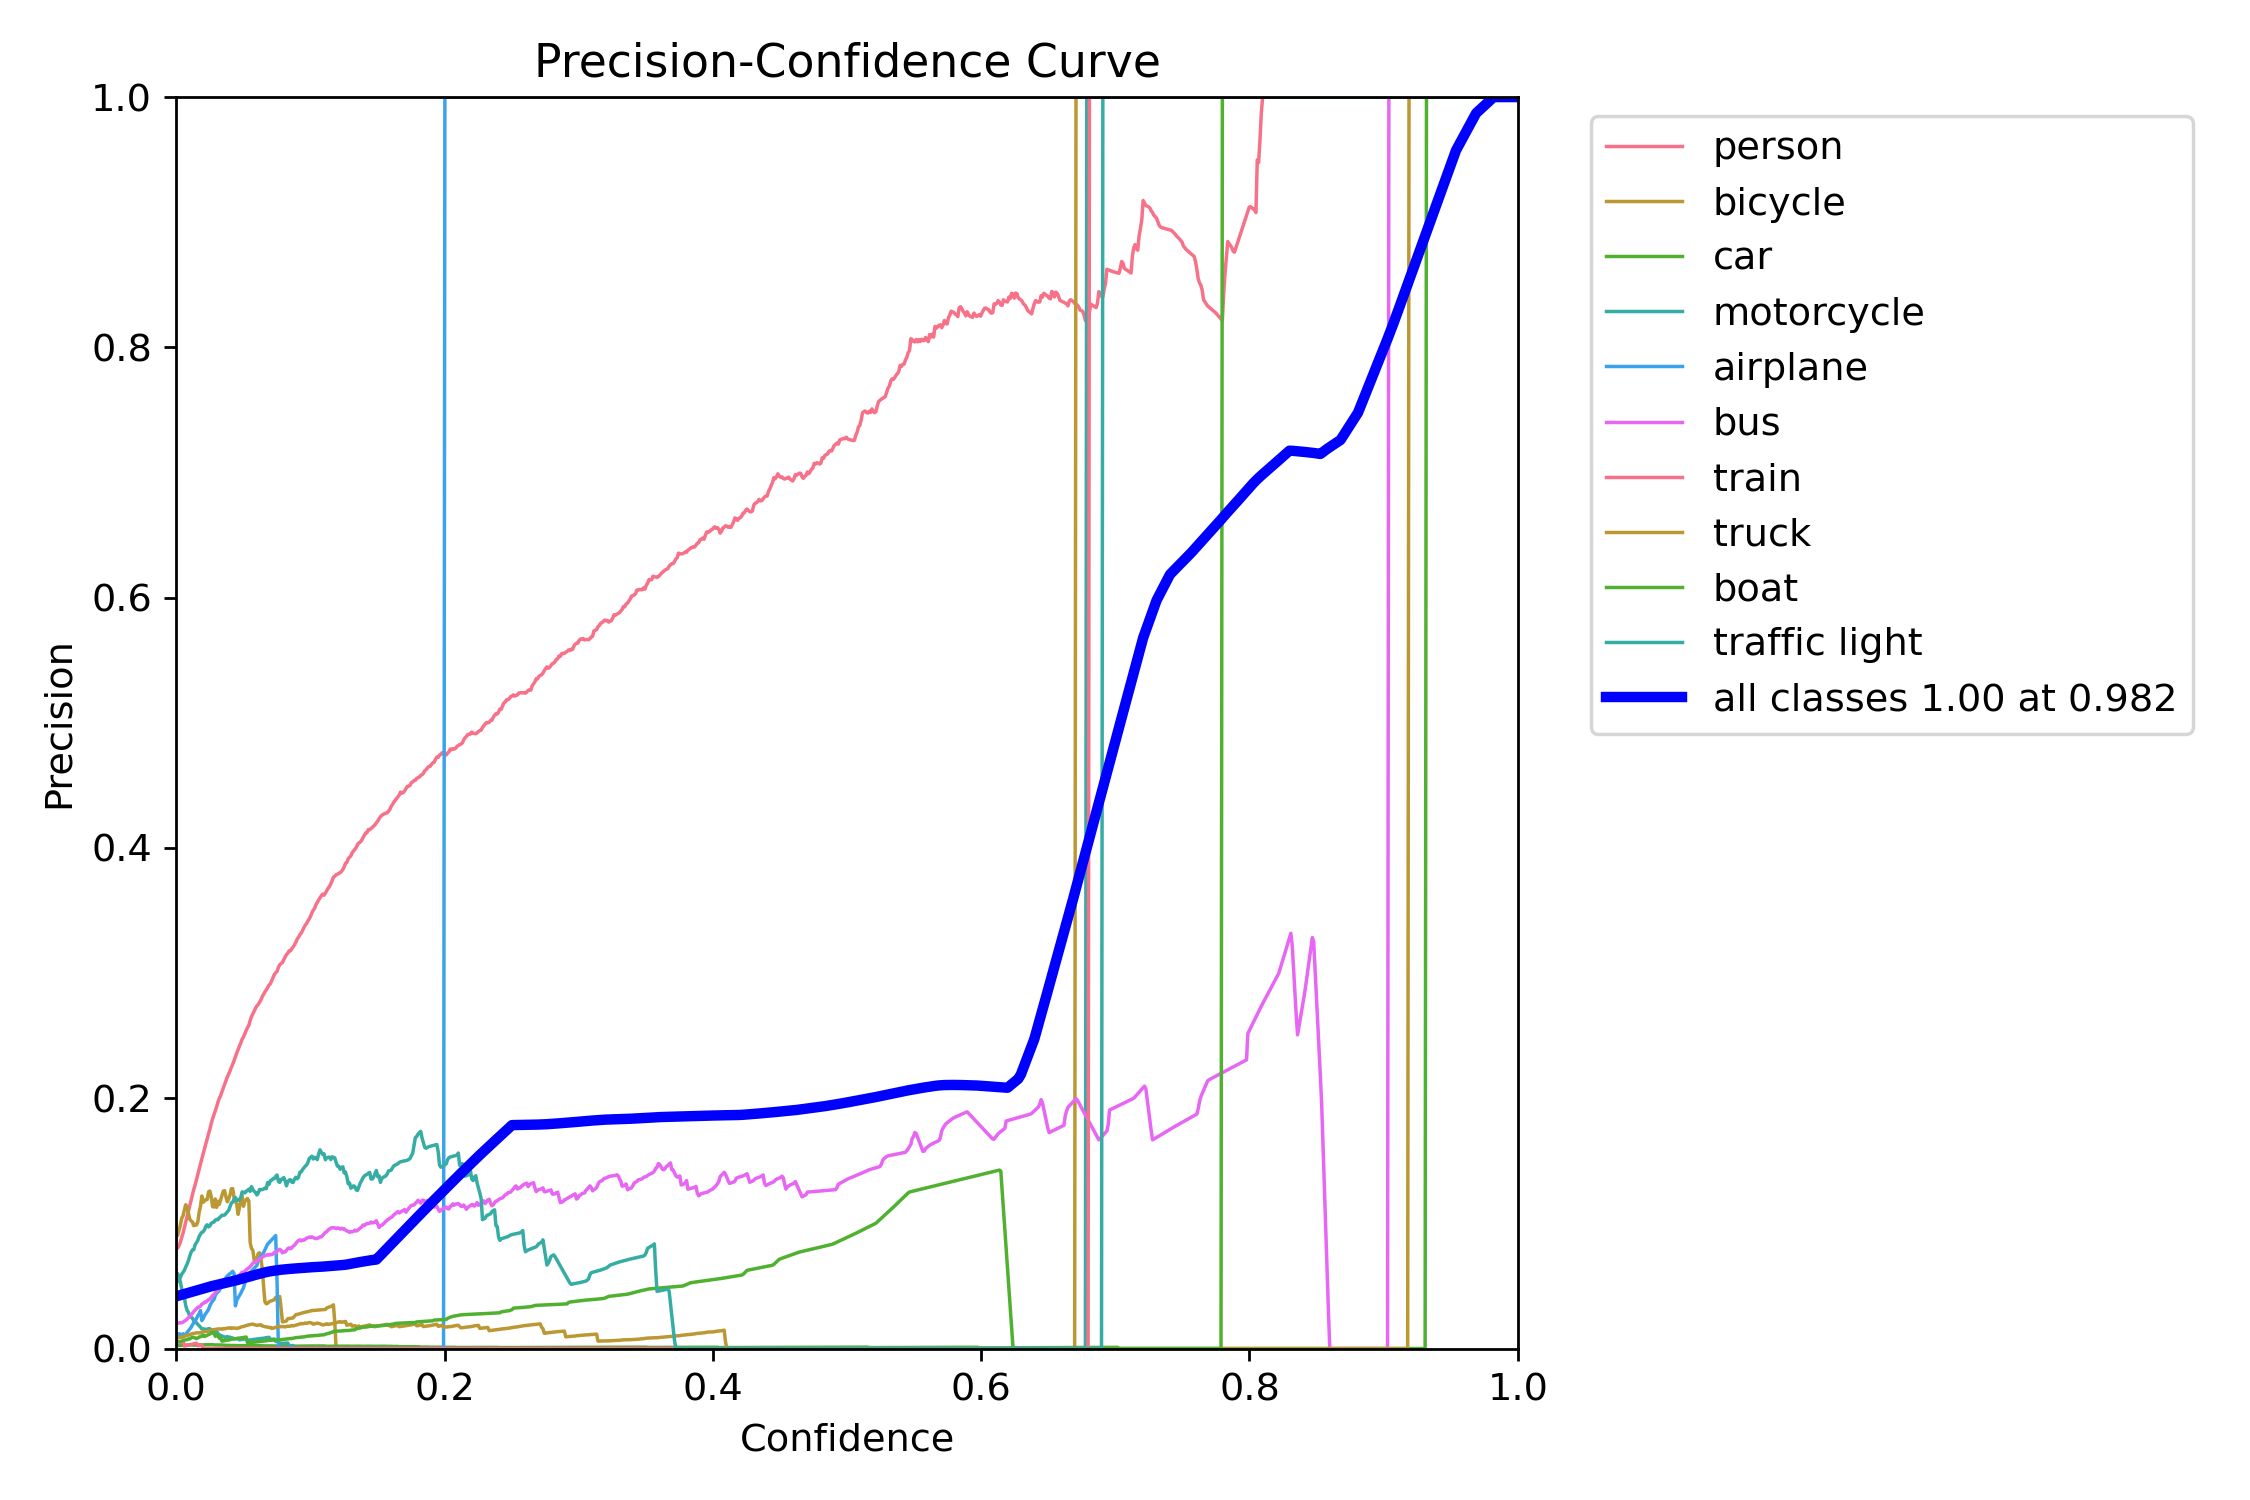 Precision-Confidence Curve
1.0
0.8
0.6
0.4
0.2
0.0
Precision
0.0 0.2 0.4 0.6 0.8 1.0
Confidence
person
bicycle
car
motorcycle
airplane
bus
train
truck
boat
traffic light
all classes 1.00 at 0.982